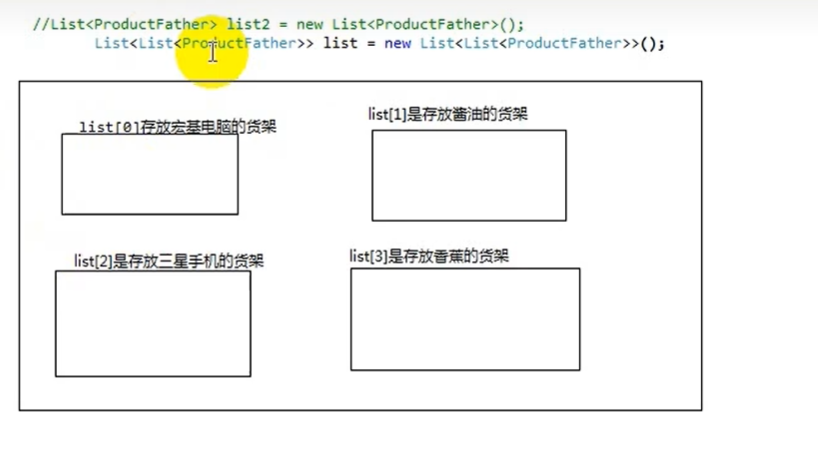 //List<ProductFather> list2 = new List<ProductFather>();
List<List<ProductFather>> list = new List<List<ProductFather>>();
list[0]存放宏基电脑的货架
list[1]是存放酱油的货架
list[2]是存放三星手机的货架
list[3]是存放香蕉的货架